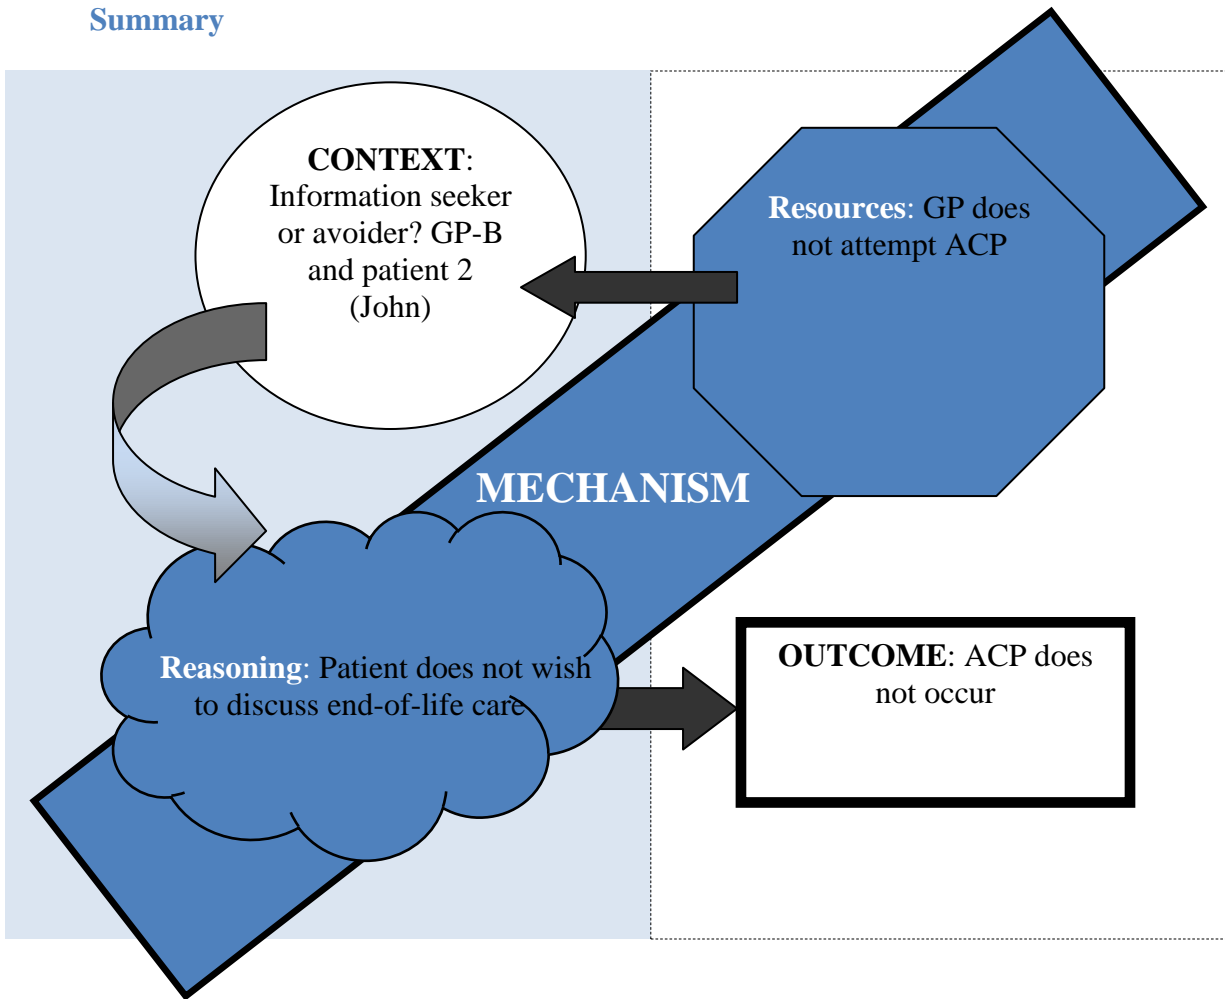 Summary
CONTEXT:
Information seeker
or avoider? GP-B
and patient 2
(John)
Resources: GP does
not attempt ACP
MECHANISM
Reasoning: Patient does not wish
to discuss end-of-life care
OUTCOME: ACP does
not occur